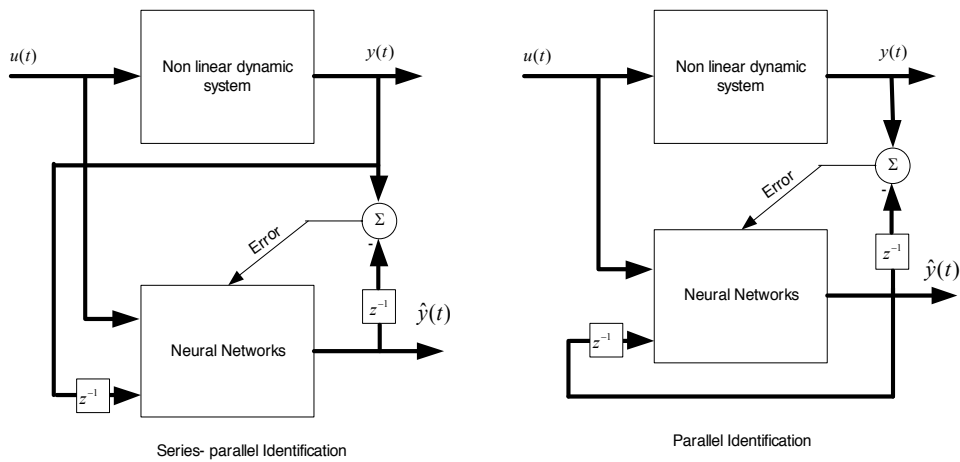 u(t)
Non linear dynamic
system
y(t)
Σ
-
Error
z⁻¹
ŷ(t)
Neural Networks
z⁻¹
Series- parallel Identification
u(t)
Non linear dynamic
system
y(t)
Σ
-
Error
z⁻¹
ŷ(t)
Neural Networks
z⁻¹
Parallel Identification